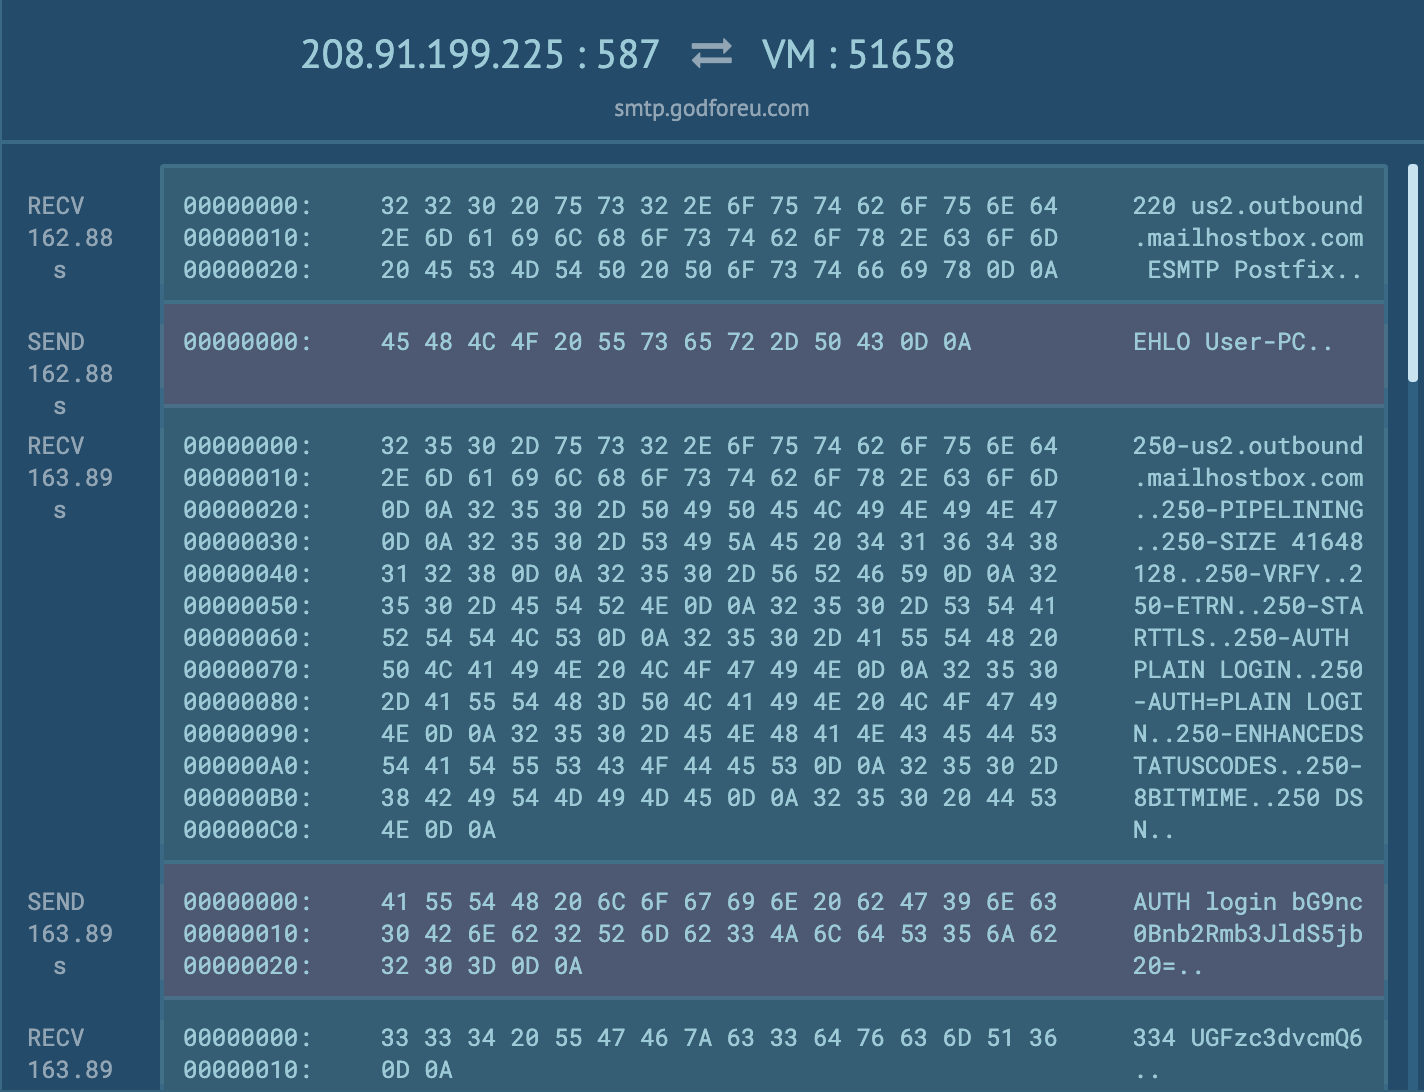 208.91.199.225 : 587 ⇄ VM : 51658
smtp.godforeu.com
RECV 00000000: 32 32 30 20 75 73 32 2E 6F 75 74 62 6F 75 6E 64 220 us2.outbound
162.88 00000010: 2E 6D 61 69 6C 68 6F 73 74 62 6F 78 2E 63 6F 6D .mailhostbox.com
s 00000020: 20 45 53 4D 54 50 20 50 6F 73 74 66 69 78 0D 0A  ESMTP Postfix..
SEND 00000000: 45 48 4C 4F 20 55 73 65 72 2D 50 43 0D 0A EHLO User-PC..
162.88
s
RECV 00000000: 32 35 30 2D 75 73 32 2E 6F 75 74 62 6F 75 6E 64 250-us2.outbound
163.89 00000010: 2E 6D 61 69 6C 68 6F 73 74 62 6F 78 2E 63 6F 6D .mailhostbox.com
s 00000020: 0D 0A 32 35 30 2D 50 49 50 45 4C 49 4E 49 4E 47 ..250-PIPELINING
00000030: 0D 0A 32 35 30 2D 53 49 5A 45 20 34 31 36 34 38 ..250-SIZE 41648
00000040: 31 32 38 0D 0A 32 35 30 2D 56 52 46 59 0D 0A 32 128..250-VRFY..2
00000050: 35 30 2D 45 54 52 4E 0D 0A 32 35 30 2D 53 54 41 50-ETRN..250-STA
00000060: 52 54 54 4C 53 0D 0A 32 35 30 2D 41 55 54 48 20 RTTLS..250-AUTH
00000070: 50 4C 41 49 4E 20 4C 4F 47 49 4E 0D 0A 32 35 30 PLAIN LOGIN..250
00000080: 2D 41 55 54 48 3D 50 4C 41 49 4E 20 4C 4F 47 49 -AUTH=PLAIN LOGI
00000090: 4E 0D 0A 32 35 30 2D 45 4E 48 41 4E 43 45 44 53 N..250-ENHANCEDS
000000A0: 54 41 54 55 53 43 4F 44 45 53 0D 0A 32 35 30 2D TATUSCODES..250-
000000B0: 38 42 49 54 4D 49 4D 45 0D 0A 32 35 30 20 44 53 8BITMIME..250 DS
000000C0: 4E 0D 0A N..
SEND 00000000: 41 55 54 48 20 6C 6F 67 69 6E 20 62 47 39 6E 63 AUTH login bG9nc
163.89 00000010: 30 42 6E 62 32 52 6D 62 33 4A 6C 64 53 35 6A 62 0Bnb2Rmb3JldS5jb
s 00000020: 32 30 3D 0D 0A 20=..
RECV 00000000: 33 33 34 20 55 47 46 7A 63 33 64 76 63 6D 51 36 334 UGFzc3dvcmQ6
163.89 00000010: 0D 0A ..